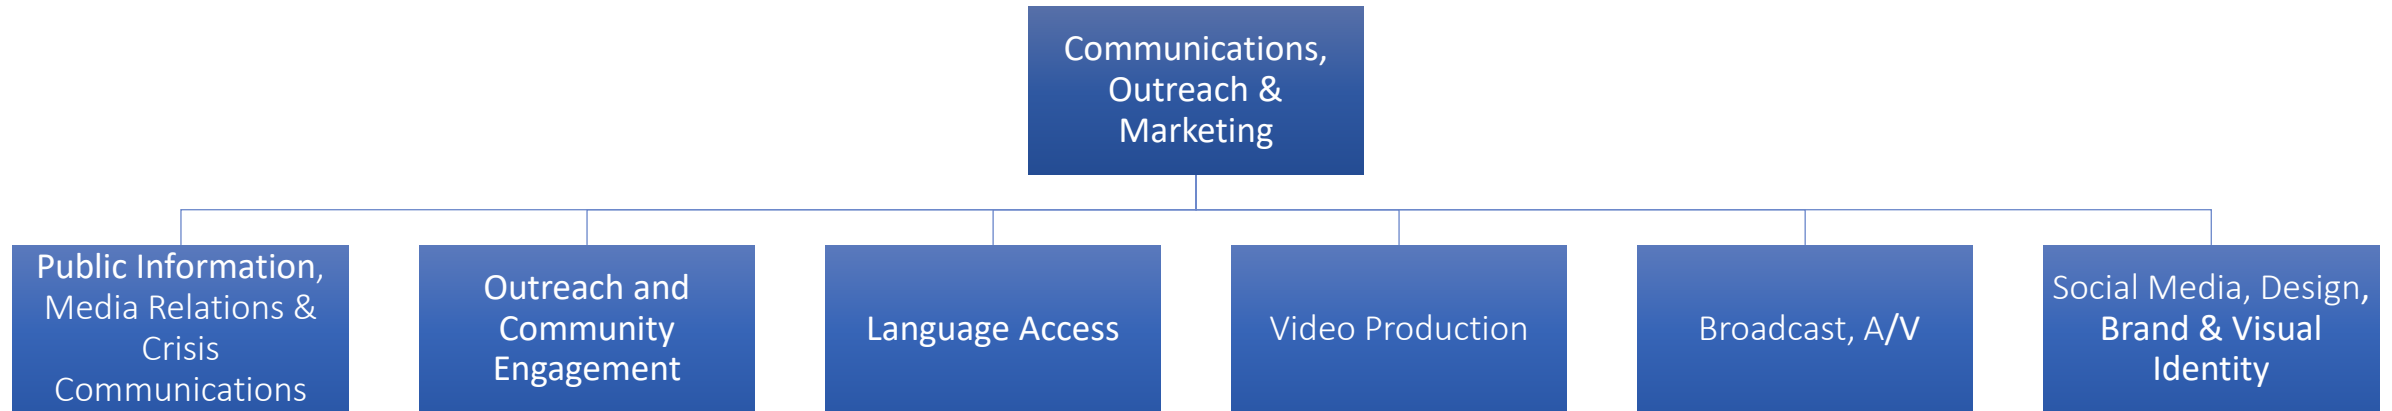 Communications,
Outreach &
Marketing
Public Information,
Media Relations &
Crisis
Communications
Outreach and
Community
Engagement
Language Access
Video Production
Broadcast, A/V
Social Media, Design,
Brand & Visual
Identity